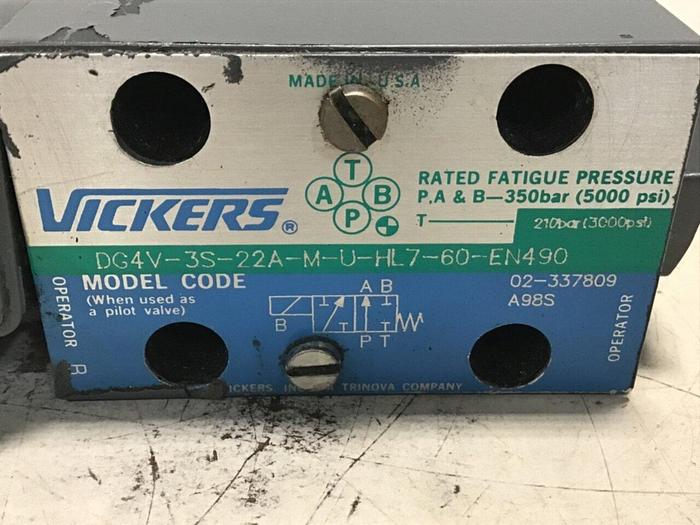 MADE IN U.S.A
VICKERS®
T
A B
P
RATED FATIGUE PRESSURE
P.A & B—350bar (5000 psi)
T— 210bar (3000psi)
DG4V-3S-22A-M-U-HL7-60-EN490
MODEL CODE
(When used as
a pilot valve)
02-337809
A98S
OPERATOR
B
A B
B
P T
OPERATOR
VICKERS, A TRINOVA COMPANY